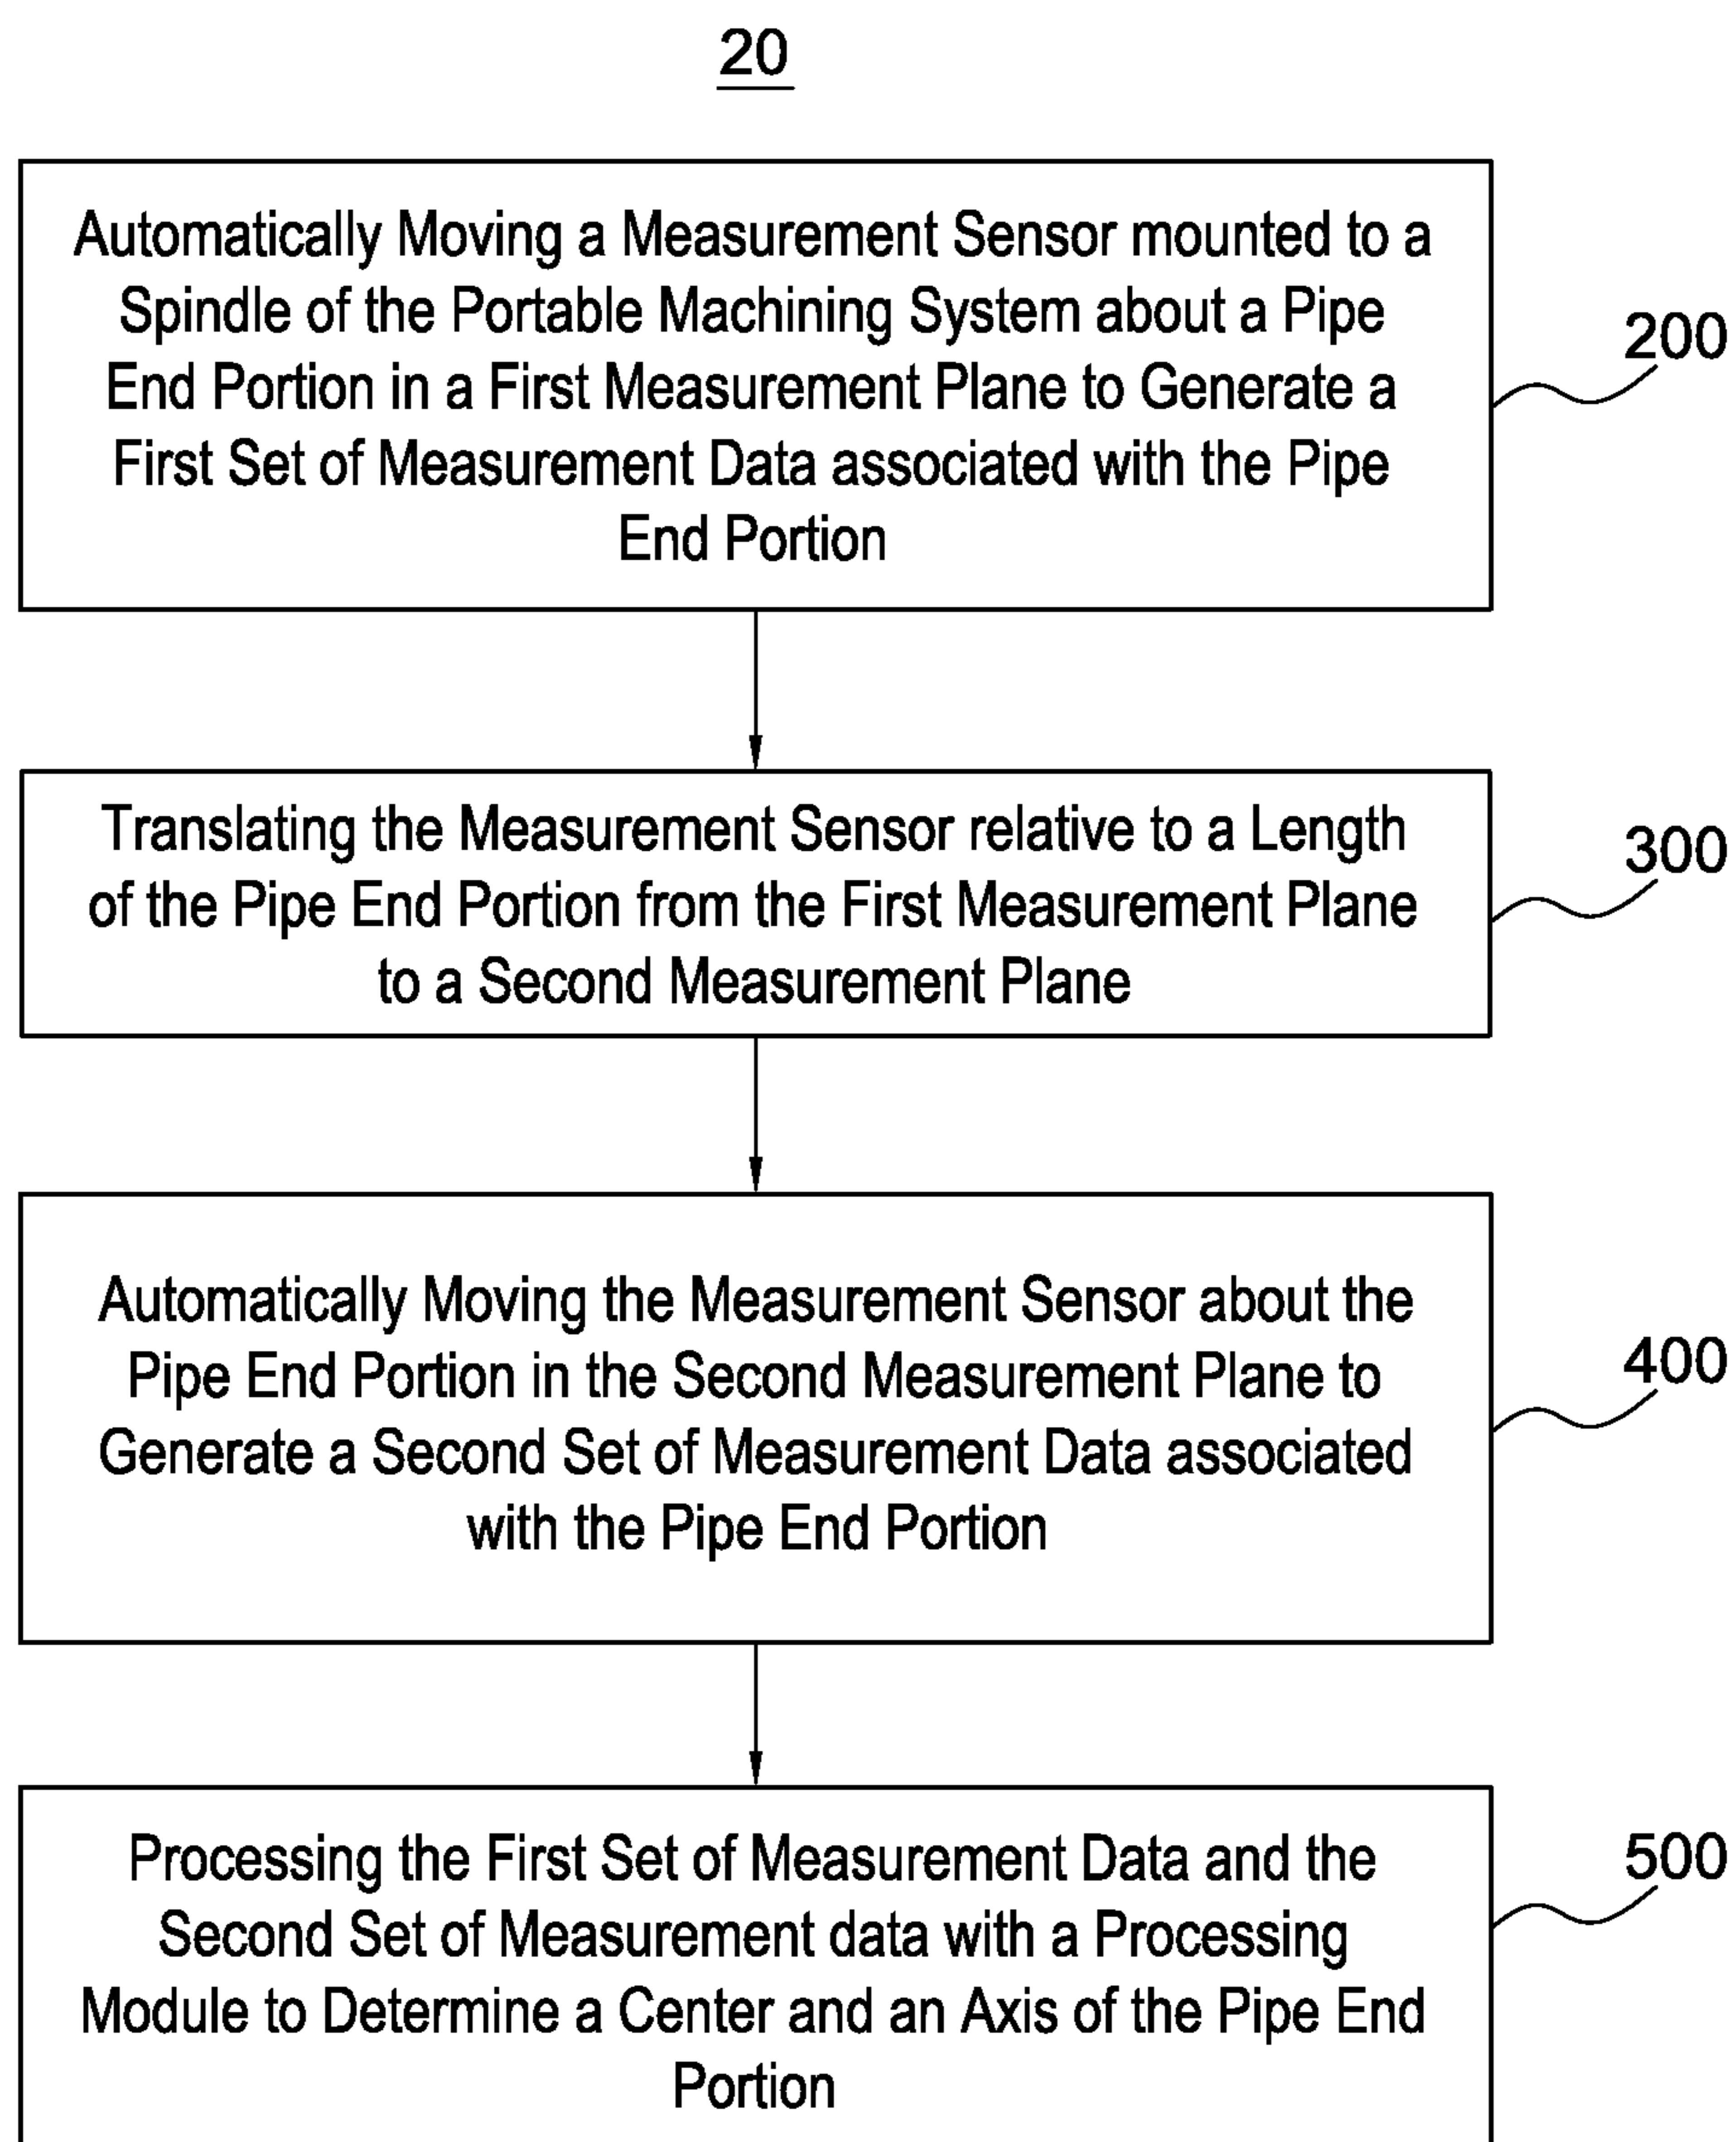 20
Automatically Moving a Measurement Sensor mounted to a
Spindle of the Portable Machining System about a Pipe
End Portion in a First Measurement Plane to Generate a
First Set of Measurement Data associated with the Pipe
End Portion
200
Translating the Measurement Sensor relative to a Length
of the Pipe End Portion from the First Measurement Plane
to a Second Measurement Plane
300
Automatically Moving the Measurement Sensor about the
Pipe End Portion in the Second Measurement Plane to
Generate a Second Set of Measurement Data associated
with the Pipe End Portion
400
Processing the First Set of Measurement Data and the
Second Set of Measurement data with a Processing
Module to Determine a Center and an Axis of the Pipe End
Portion
500